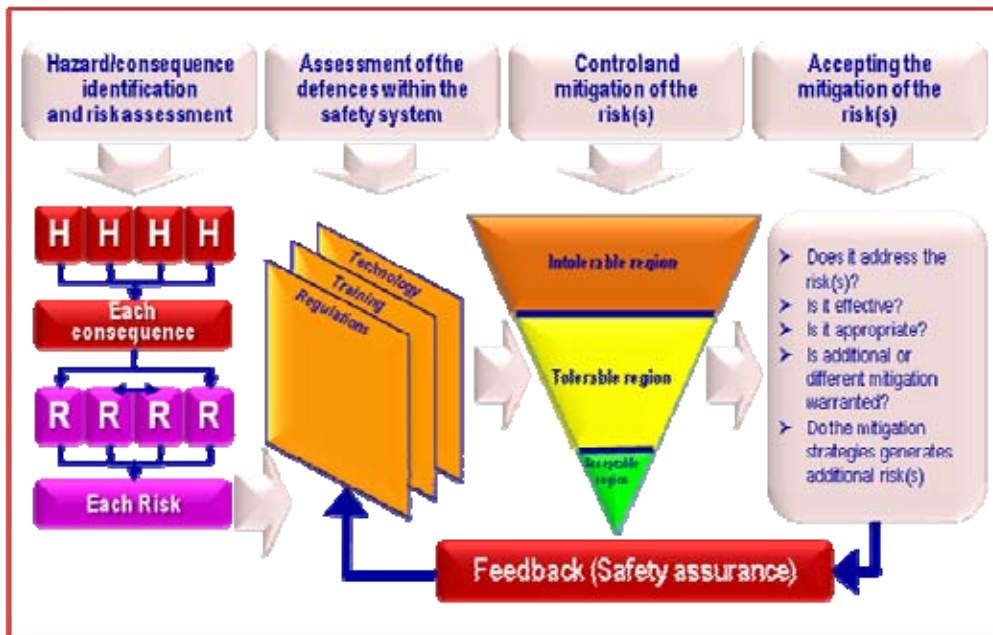 Hazard/consequence
identification
and risk assessment
Assessment of the
defences within the
safety system
Control and
mitigation of the
risk(s)
Accepting the
mitigation of the
risk(s)
H H H H
Each
consequence
R R R R
Each Risk
Technology
Training
Regulations
Intolerable region
Tolerable region
Acceptable
region
➢ Does it address the
risk(s)?
➢ Is it effective?
➢ Is it appropriate?
➢ Is additional or
different mitigation
warranted?
➢ Do the mitigation
strategies generates
additional risk(s)
Feedback (Safety assurance)